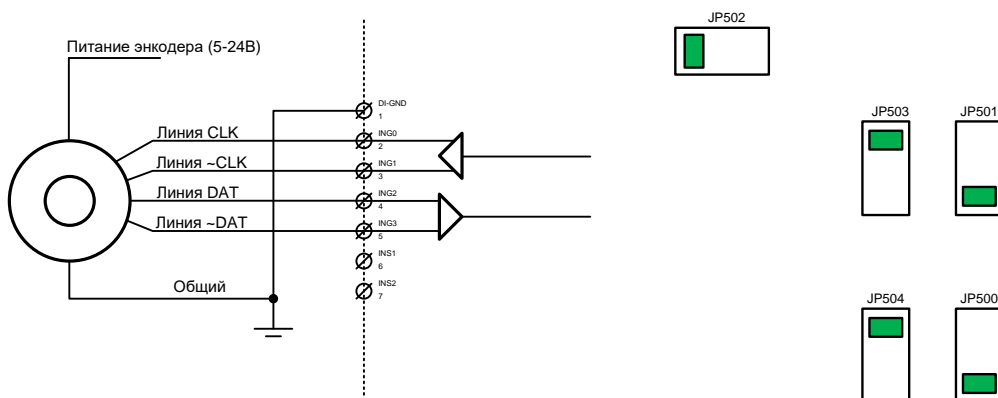 JP502
Питание энкодера (5-24В)
DI-GND
1
JP503
JP501
Линия CLK
ING0
2
Линия ~CLK
ING1
3
Линия DAT
ING2
4
Линия ~DAT
ING3
5
INS1
6
Общий
INS2
7
JP504
JP500